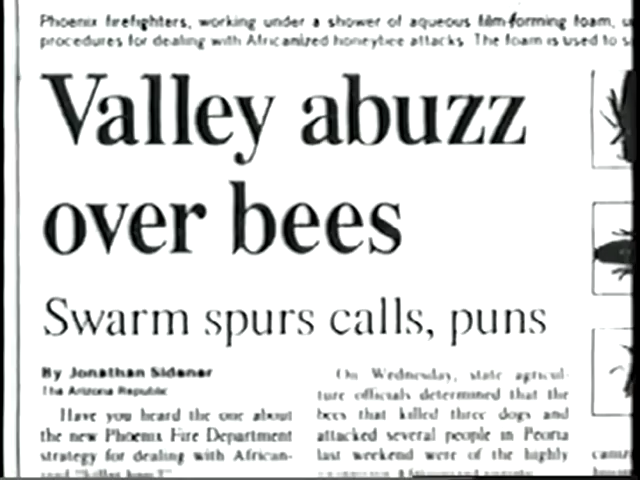 Phoenix firefighters, working under a shower of aqueous film-forming foam,
procedures for dealing with Africanized honeybee attacks. The foam is used to
Valley abuzz
over bees
Swarm spurs calls, puns
By Jonathan Sidener
The Arizona Republic
Have you heard the one about
the new Phoenix Fire Department
strategy for dealing with African-
On Wednesday, state agricul-
ture officials determined that the
bees that killed three dogs and
attacked several people in Peoria
last weekend were of the highly